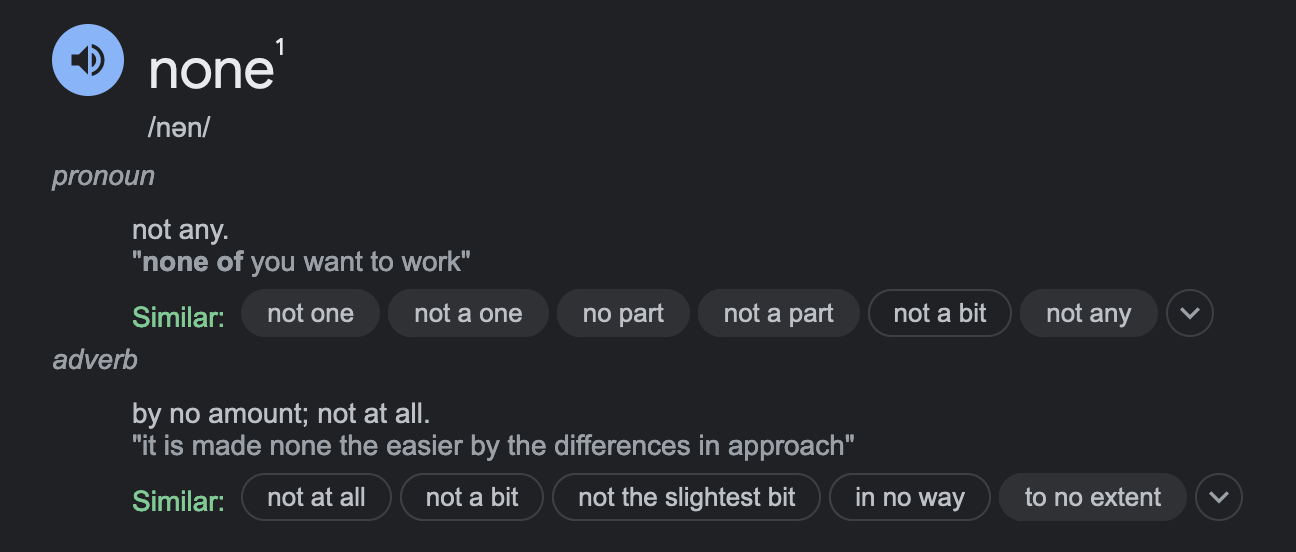 none1
/nən/
pronoun
not any.
"none of you want to work"
Similar: not one not a one no part not a part not a bit not any
adverb
by no amount; not at all.
"it is made none the easier by the differences in approach"
Similar: not at all not a bit not the slightest bit in no way to no extent